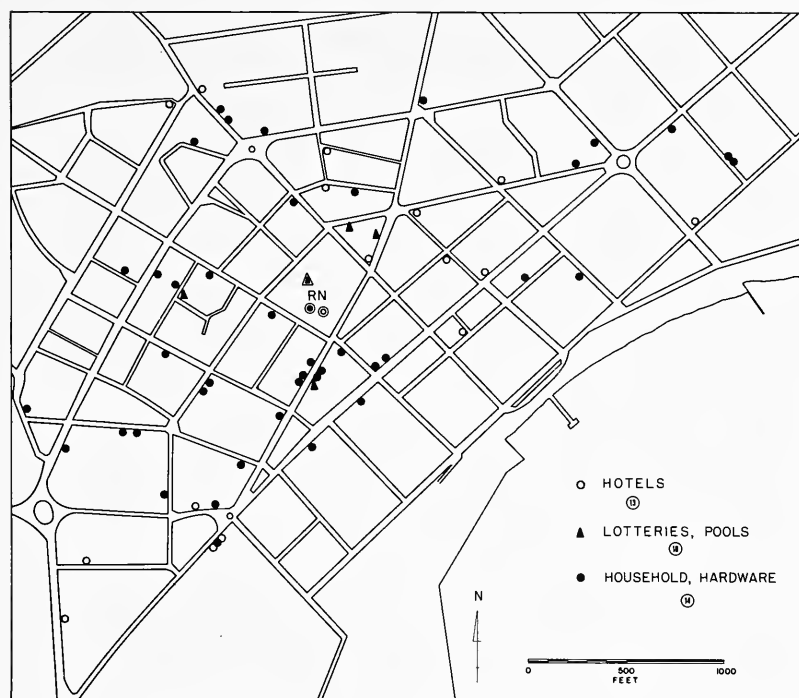 RN
HOTELS
13
LOTTERIES, POOLS
18
HOUSEHOLD, HARDWARE
14
N
0 500 1000
FEET